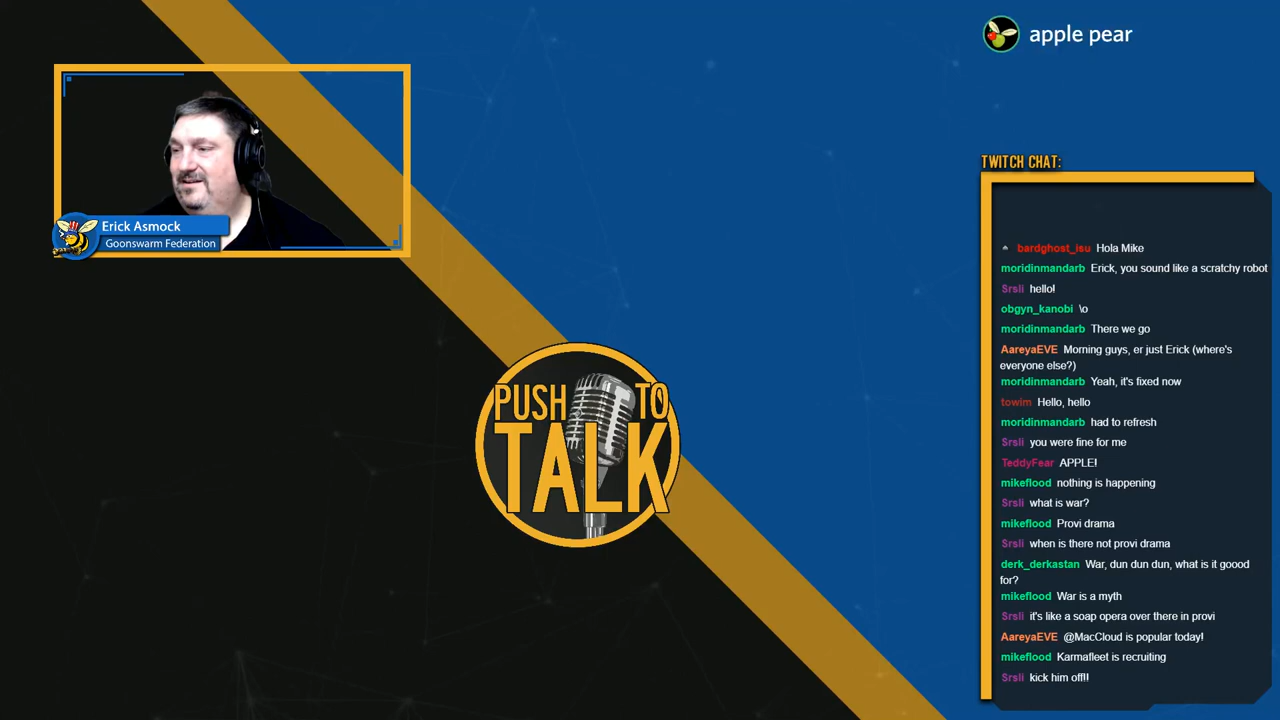 apple pear
Erick Asmock
Goonswarm Federation
PUSH TO
TALK
TWITCH CHAT:
bardghost_isu Hola Mike
moridinmandarb Erick, you sound like a scratchy robot
Srsli hello!
obgyn_kanobi \o
moridinmandarb There we go
AareyaEVE Morning guys, er just Erick (where's
everyone else?)
moridinmandarb Yeah, it's fixed now
towim Hello, hello
moridinmandarb had to refresh
Srsli you were fine for me
TeddyFear APPLE!
mikeflood nothing is happening
Srsli what is war?
mikeflood Provi drama
Srsli when is there not provi drama
derk_derkastan War, dun dun dun, what is it goood
for?
mikeflood War is a myth
Srsli it's like a soap opera over there in provi
AareyaEVE @MacCloud is popular today!
mikeflood Karmafleet is recruiting
Srsli kick him off!!